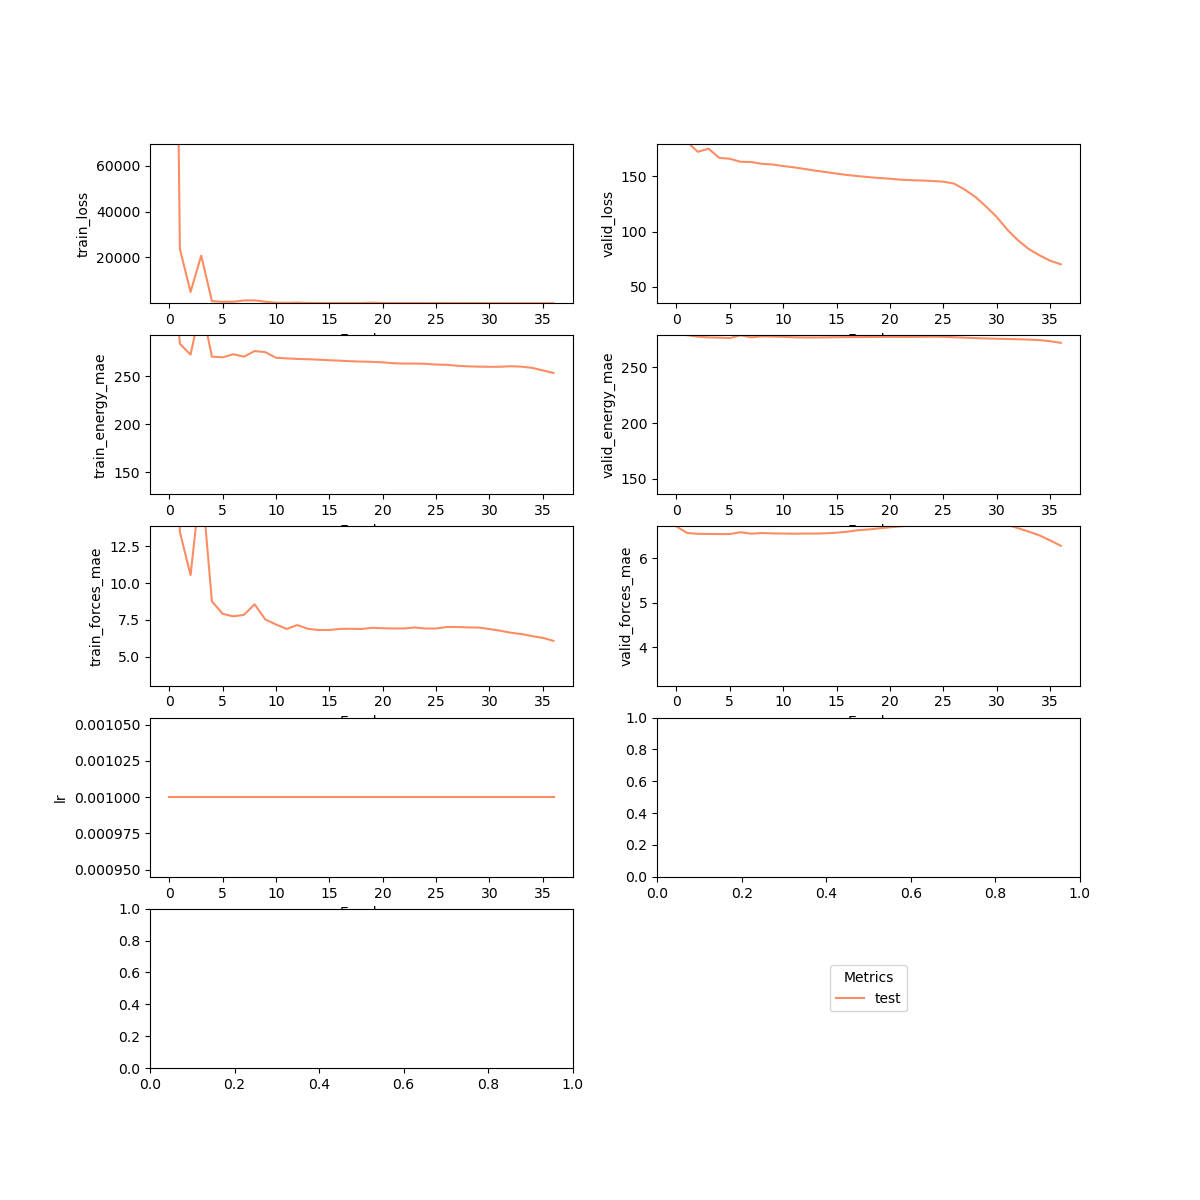 train_loss
60000
40000
20000
0 5 10 15 20 25 30 35
valid_loss
150
100
50
0 5 10 15 20 25 30 35
train_energy_mae
250
200
150
0 5 10 15 20 25 30 35
valid_energy_mae
250
200
150
0 5 10 15 20 25 30 35
train_forces_mae
12.5
10.0
7.5
5.0
0 5 10 15 20 25 30 35
valid_forces_mae
6
5
4
0 5 10 15 20 25 30 35
lr
0.001050
0.001025
0.001000
0.000975
0.000950
0 5 10 15 20 25 30 35
1.0
0.8
0.6
0.4
0.2
0.0
0.0 0.2 0.4 0.6 0.8 1.0
1.0
0.8
0.6
0.4
0.2
0.0
0.0 0.2 0.4 0.6 0.8 1.0
Metrics
test